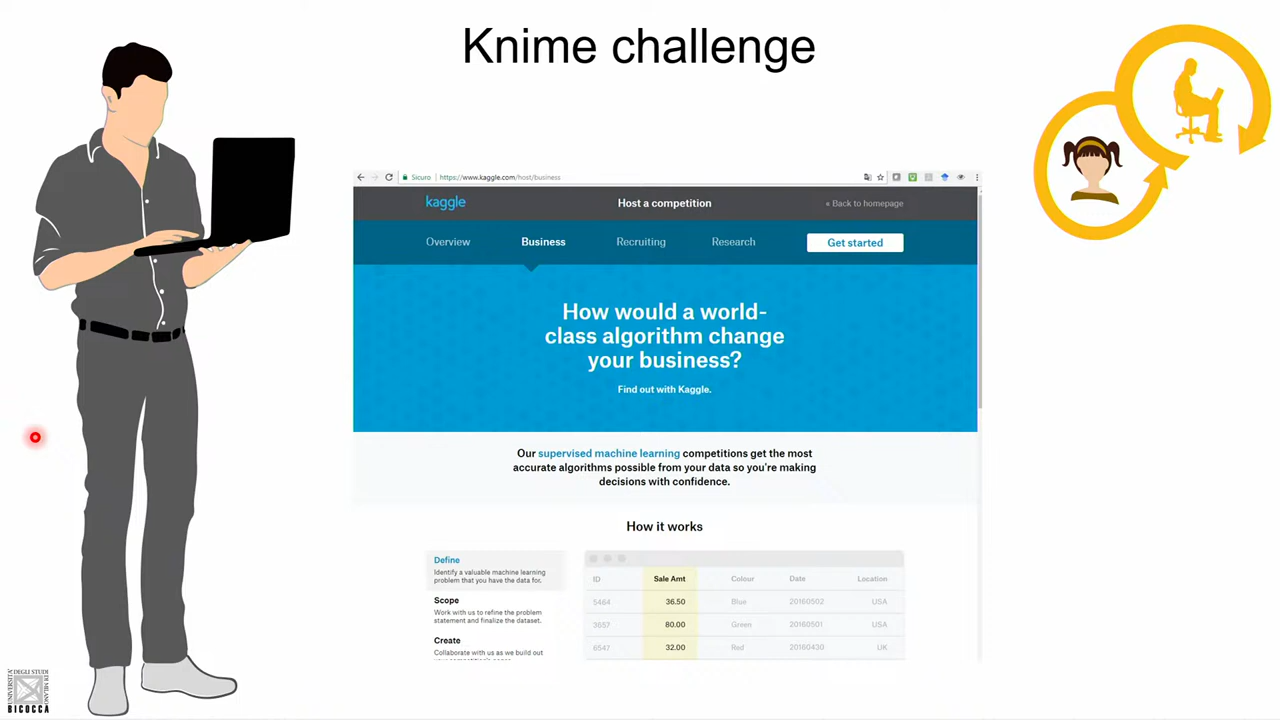 Knime challenge
Sicuro
https://www.kaggle.com/host/business
kaggle
Host a competition
« Back to homepage
Overview
Business
Recruiting
Research
Get started
How would a world-
class algorithm change
your business?
Find out with Kaggle.
Our supervised machine learning competitions get the most
accurate algorithms possible from your data so you're making
decisions with confidence.
How it works
Define
Identify a valuable machine learning
problem that you have the data for.
Scope
Work with us to refine the problem
statement and finalize the dataset.
Create
Collaborate with us as we build out
ID Sale Amt Colour Date Location
5464 36.50 Blue 20160502 USA
3657 80.00 Green 20160501 USA
6547 32.00 Red 20160430 UK
UNIVERSITA'
DEGLI STUDI
DI MILANO
BICOCCA